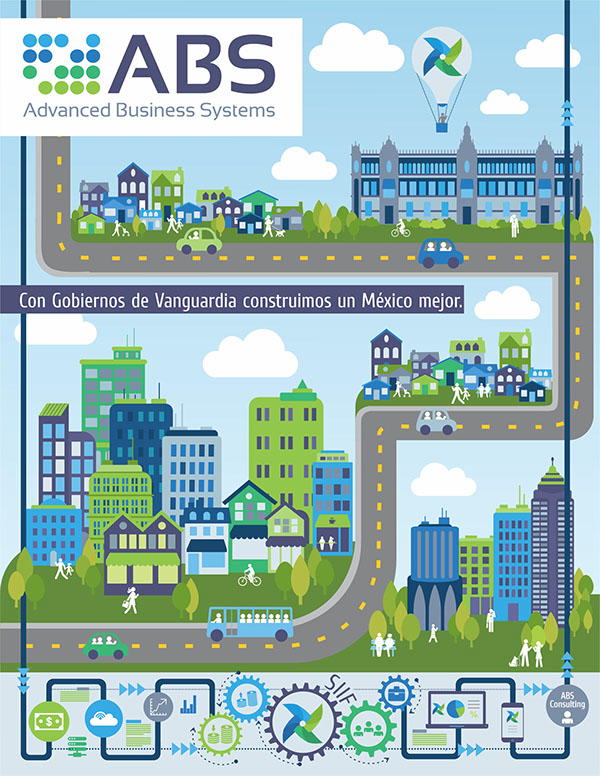 ABS
Advanced Business Systems
Con Gobiernos de Vanguardia construimos un México mejor.
SIIF
ABS
Consulting